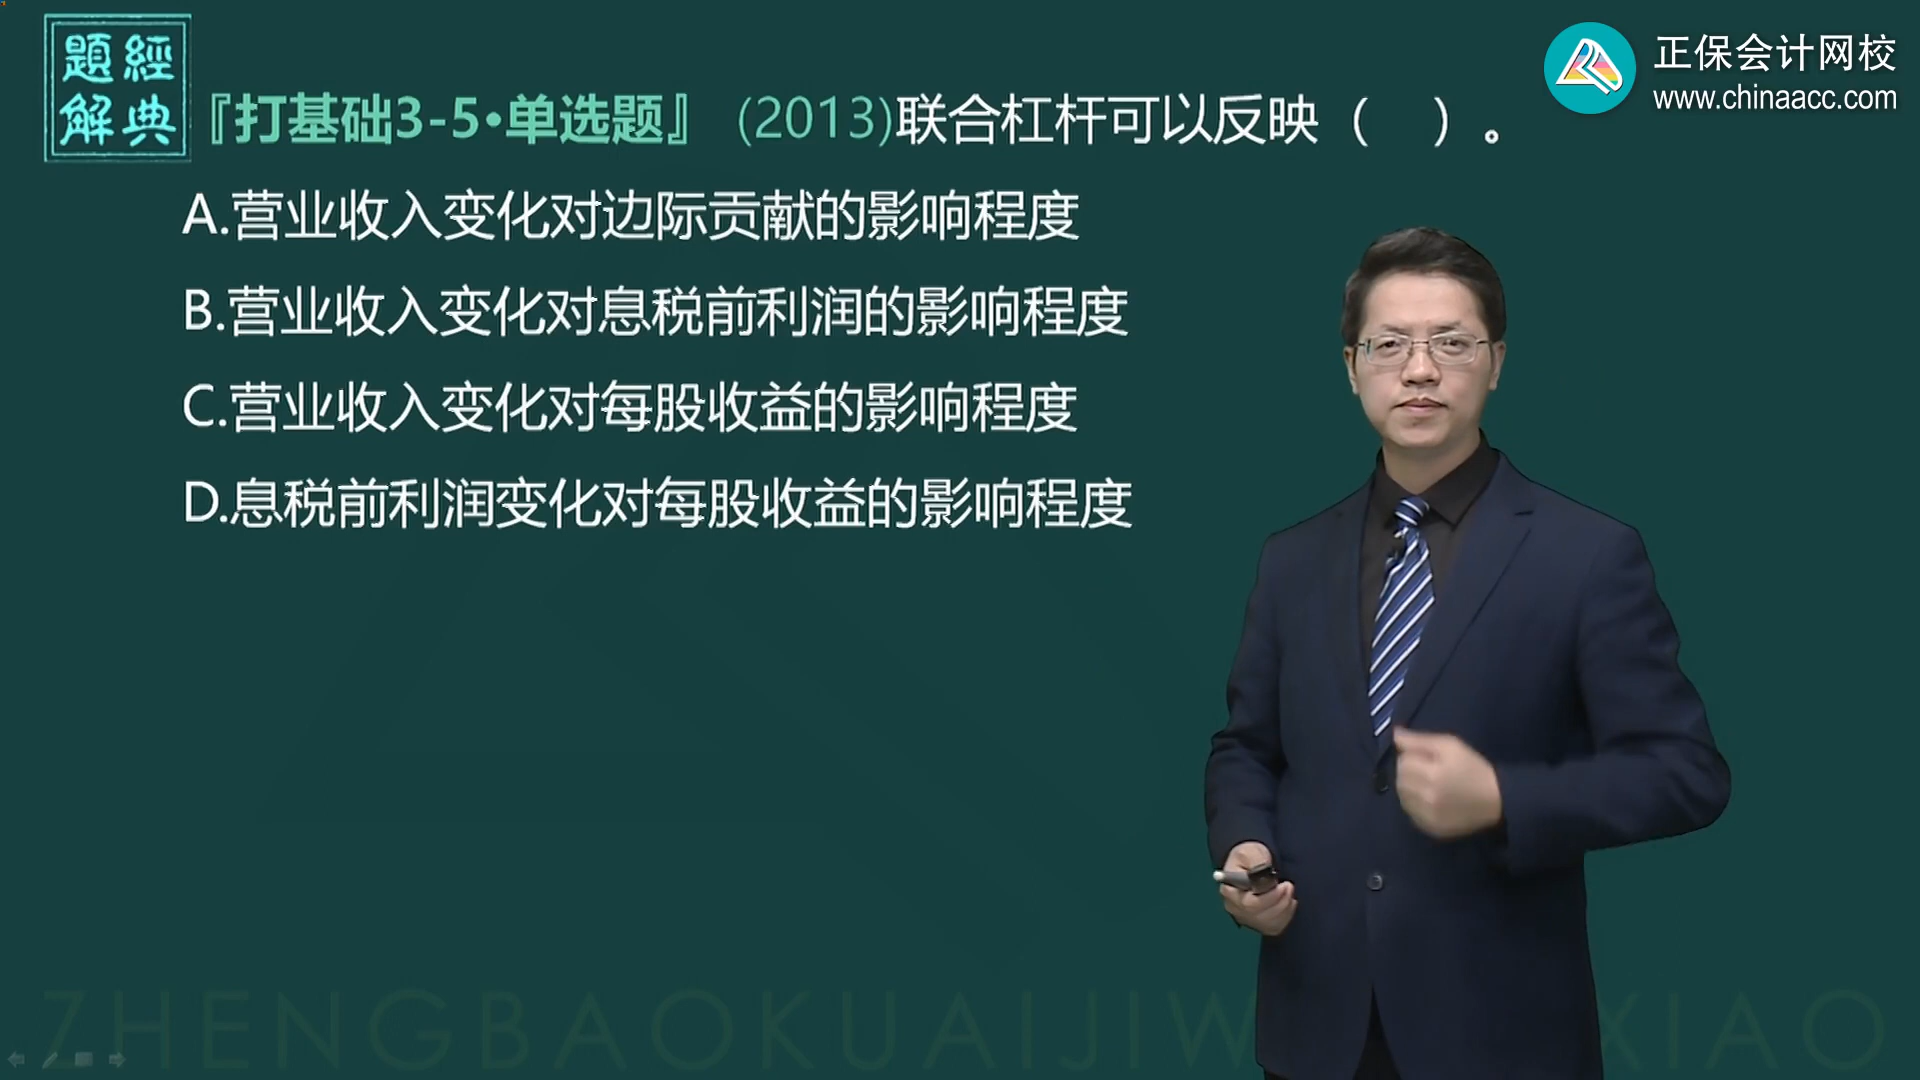 經典題解
正保会计网校
www.chinaacc.com
『打基础3-5•单选题』 (2013)联合杠杆可以反映（ ）。
A.营业收入变化对边际贡献的影响程度
B.营业收入变化对息税前利润的影响程度
C.营业收入变化对每股收益的影响程度
D.息税前利润变化对每股收益的影响程度
ZHENGBAOKUAIJIW XIAO